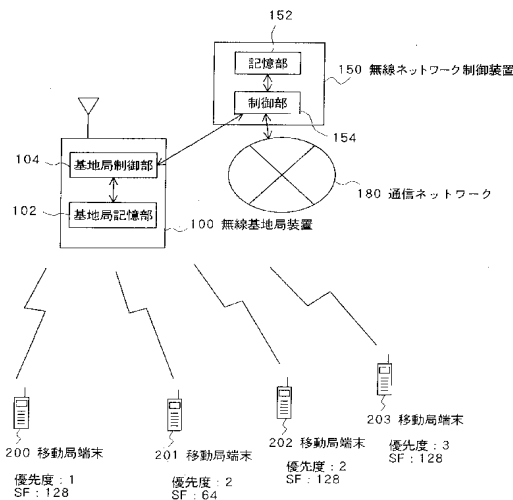 152
記憶部
150 無線ネットワーク制御装置
制御部
154
104
基地局制御部
180 通信ネットワーク
102
基地局記憶部
100 無線基地局装置
200 移動局端末
優先度：1
SF：128
201 移動局端末
優先度：2
SF：64
202 移動局端末
優先度：2
SF：128
203 移動局端末
優先度：3
SF：128